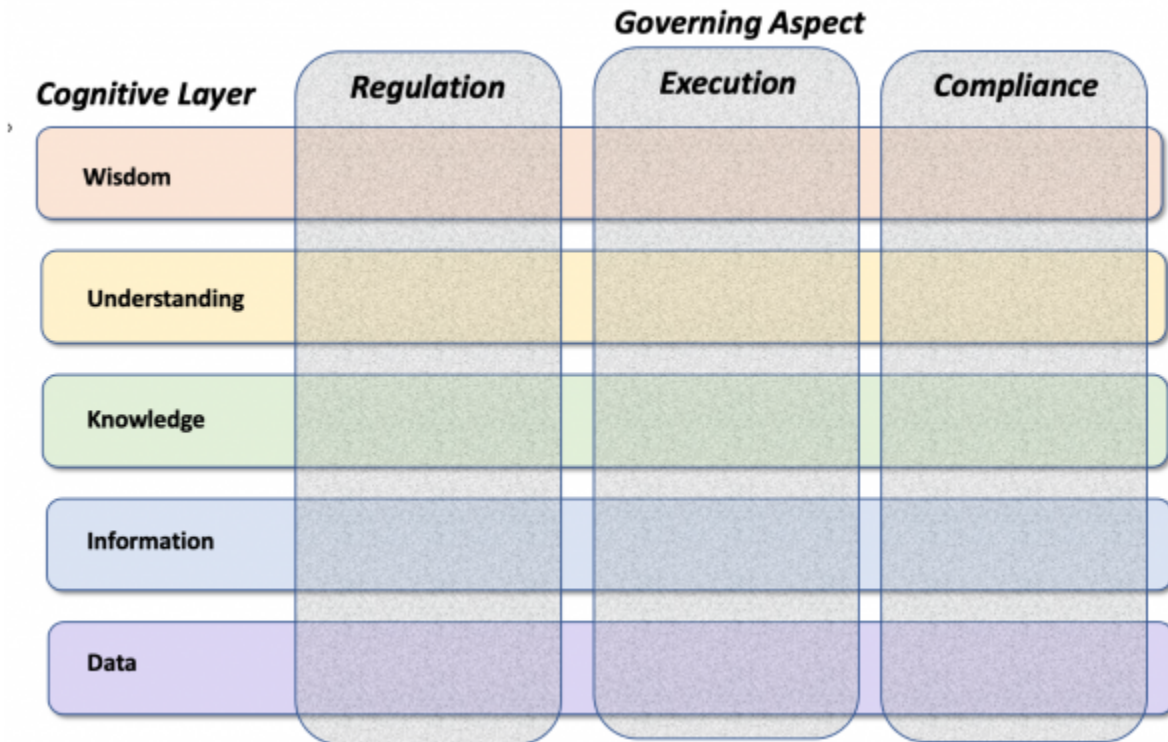 Governing Aspect
Cognitive Layer
Regulation
Execution
Compliance
Wisdom
Understanding
Knowledge
Information
Data